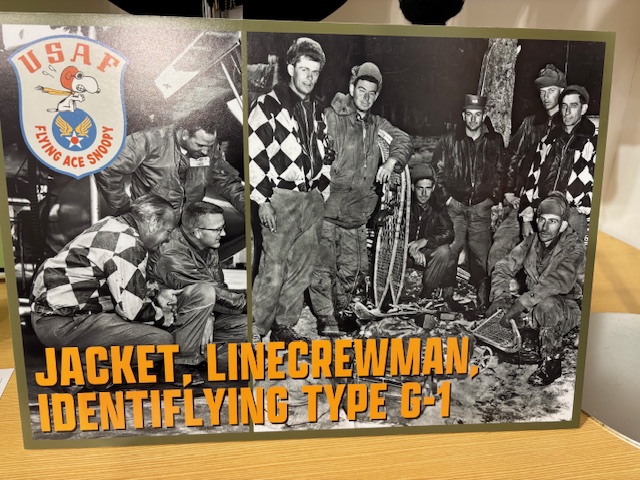 USAF
FLYING ACE SNOOPY
JACKET, LINECREWMAN,
IDENTIFLYING TYPE G-1